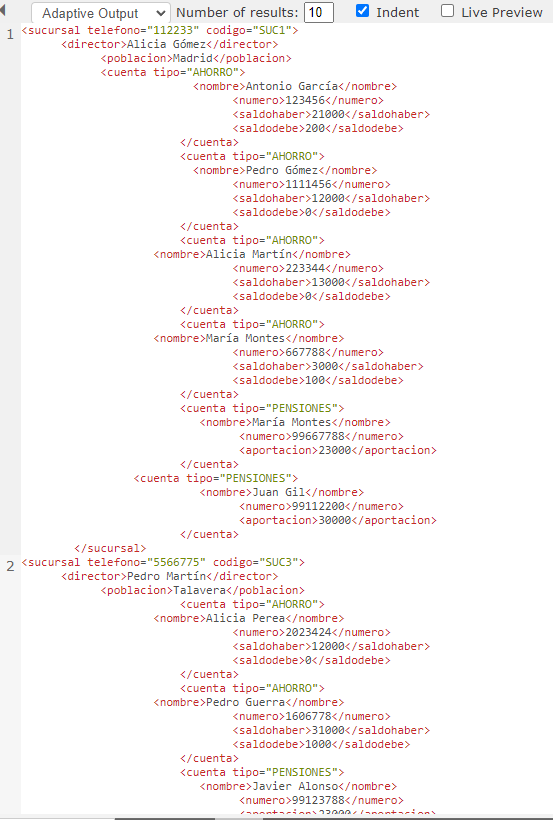 Adaptive Output Number of results: 10 Indent Live Preview
1 <sucursal telefono="112233" codigo="SUC1">
<director>Alicia Gómez</director>
<poblacion>Madrid</poblacion>
<cuenta tipo="AHORRO">
<nombre>Antonio García</nombre>
<numero>123456</numero>
<saldohaber>21000</saldohaber>
<saldodebe>200</saldodebe>
</cuenta>
<cuenta tipo="AHORRO">
<nombre>Pedro Gómez</nombre>
<numero>1111456</numero>
<saldohaber>12000</saldohaber>
<saldodebe>0</saldodebe>
</cuenta>
<cuenta tipo="AHORRO">
<nombre>Alicia Martín</nombre>
<numero>223344</numero>
<saldohaber>13000</saldohaber>
<saldodebe>0</saldodebe>
</cuenta>
<cuenta tipo="AHORRO">
<nombre>María Montes</nombre>
<numero>667788</numero>
<saldohaber>3000</saldohaber>
<saldodebe>100</saldodebe>
</cuenta>
<cuenta tipo="PENSIONES">
<nombre>María Montes</nombre>
<numero>99667788</numero>
<aportacion>23000</aportacion>
</cuenta>
<cuenta tipo="PENSIONES">
<nombre>Juan Gil</nombre>
<numero>99112200</numero>
<aportacion>30000</aportacion>
</cuenta>
</sucursal>
2 <sucursal telefono="5566775" codigo="SUC3">
<director>Pedro Martín</director>
<poblacion>Talavera</poblacion>
<cuenta tipo="AHORRO">
<nombre>Alicia Perea</nombre>
<numero>2023424</numero>
<saldohaber>12000</saldohaber>
<saldodebe>0</saldodebe>
</cuenta>
<cuenta tipo="AHORRO">
<nombre>Pedro Guerra</nombre>
<numero>1606778</numero>
<saldohaber>31000</saldohaber>
<saldodebe>1000</saldodebe>
</cuenta>
<cuenta tipo="PENSIONES">
<nombre>Javier Alonso</nombre>
<numero>99123788</numero>
<aportacion>23000</aportacion>